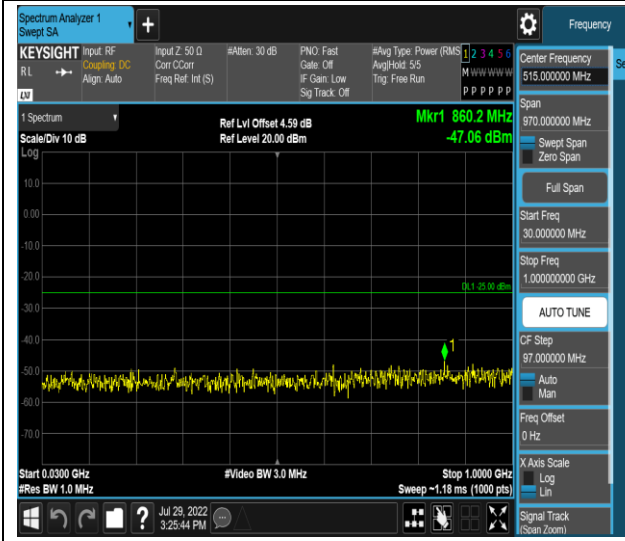 Spectrum Analyzer 1
Swept SA
Frequency
KEYSIGHT
RL
LXI
Input: RF
Coupling: DC
Align: Auto
Input Z: 50 Ω
Corr CCorr
Freq Ref: Int (S)
#Atten: 30 dB
PNO: Fast
Gate: Off
IF Gain: Low
Sig Track: Off
#Avg Type: Power (RMS
Avg|Hold: 5/5
Trig: Free Run
1 2 3 4 5 6
M W W W W W
P P P P P P
1 Spectrum
Scale/Div 10 dB
Log
Ref Lvl Offset 4.59 dB
Ref Level 20.00 dBm
Mkr1 860.2 MHz
-47.06 dBm
10.0
0.00
-10.0
-20.0
DL1 -25.00 dBm
-30.0
-40.0
1
-50.0
-60.0
-70.0
Start 0.0300 GHz
#Video BW 3.0 MHz
Stop 1.0000 GHz
#Res BW 1.0 MHz
Sweep ~1.18 ms (1000 pts)
?
Jul 29, 2022
3:25:44 PM
Center Frequency
515.000000 MHz
Se
Span
970.000000 MHz
Swept Span
Zero Span
Full Span
Start Freq
30.000000 MHz
Stop Freq
1.000000000 GHz
AUTO TUNE
CF Step
97.000000 MHz
Auto
Man
Freq Offset
0 Hz
X Axis Scale
Log
Lin
Signal Track
(Span Zoom)